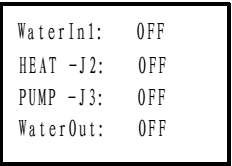 WaterIn1: OFF
HEAT -J2: OFF
PUMP -J3: OFF
WaterOut: OFF